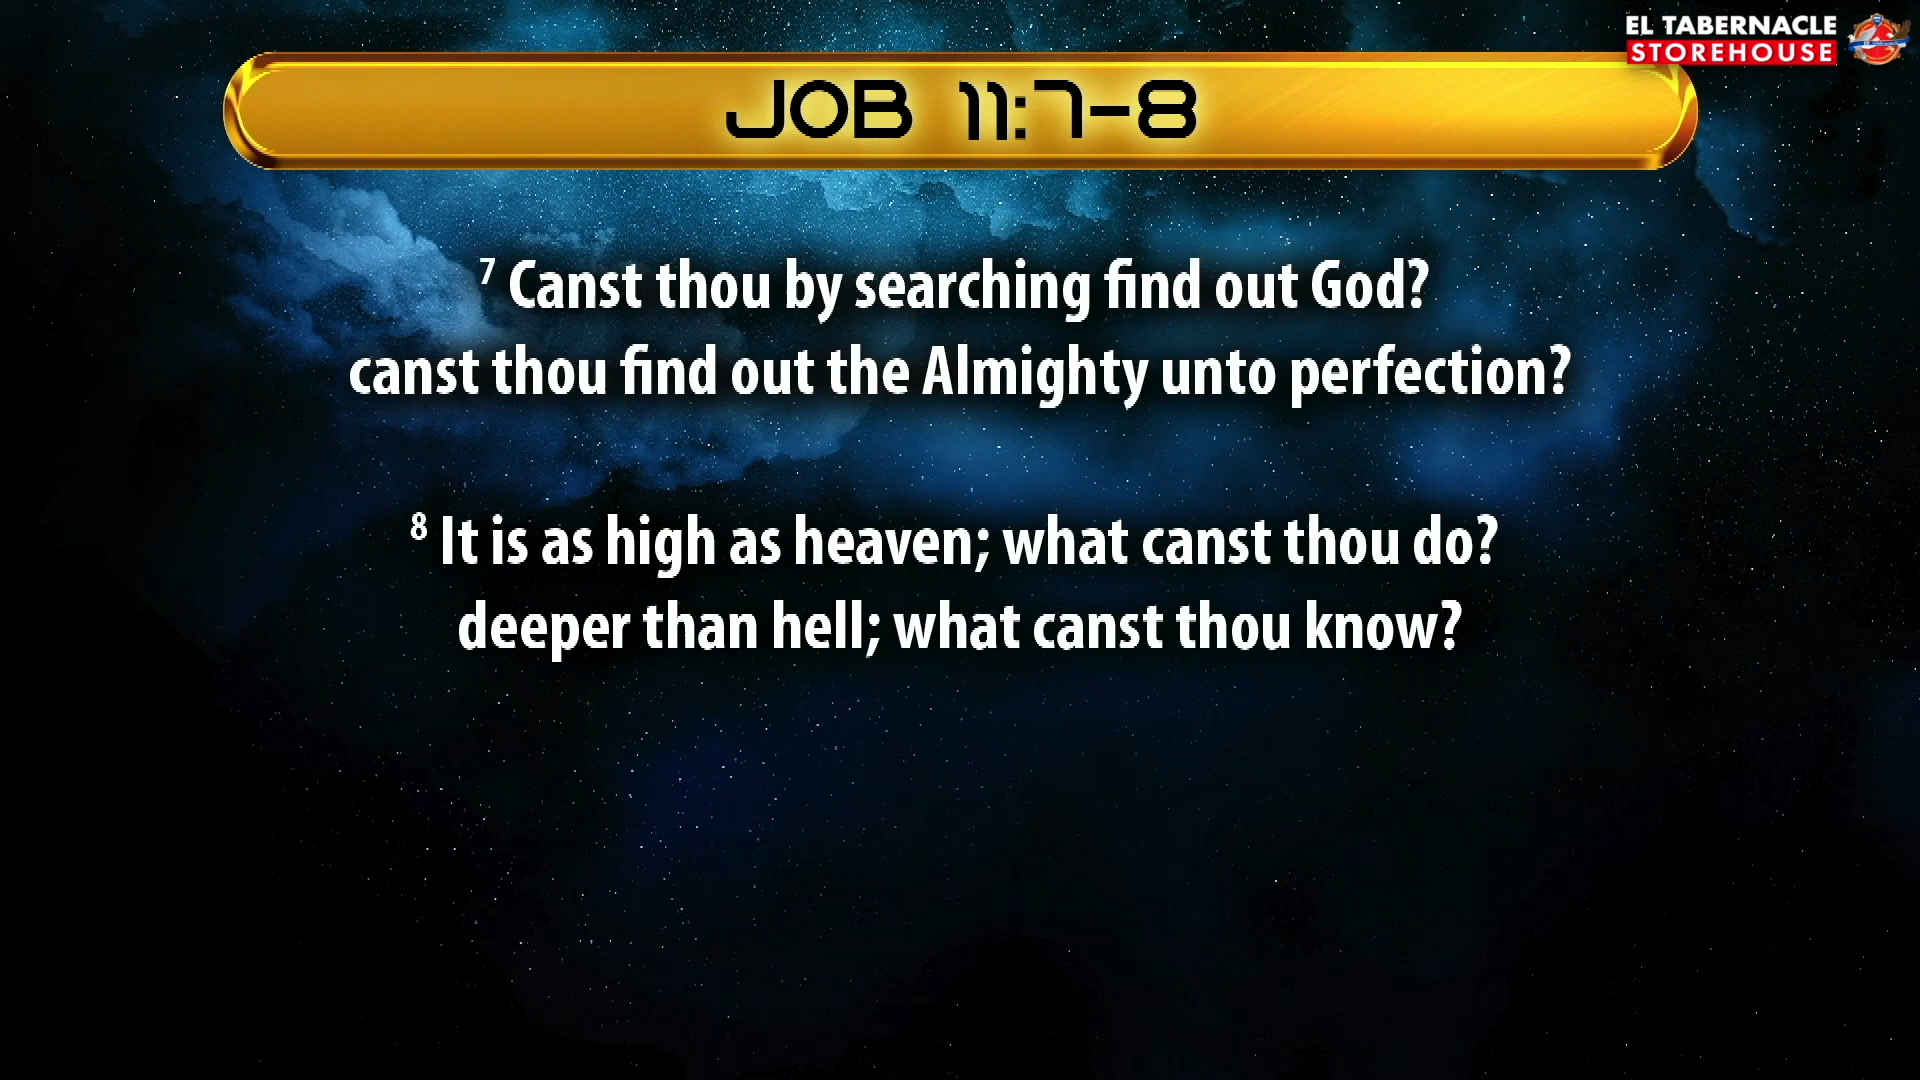 EL TABERNACLE
STOREHOUSE
JOB 11:7-8
7 Canst thou by searching find out God?
canst thou find out the Almighty unto perfection?
8 It is as high as heaven; what canst thou do?
deeper than hell; what canst thou know?